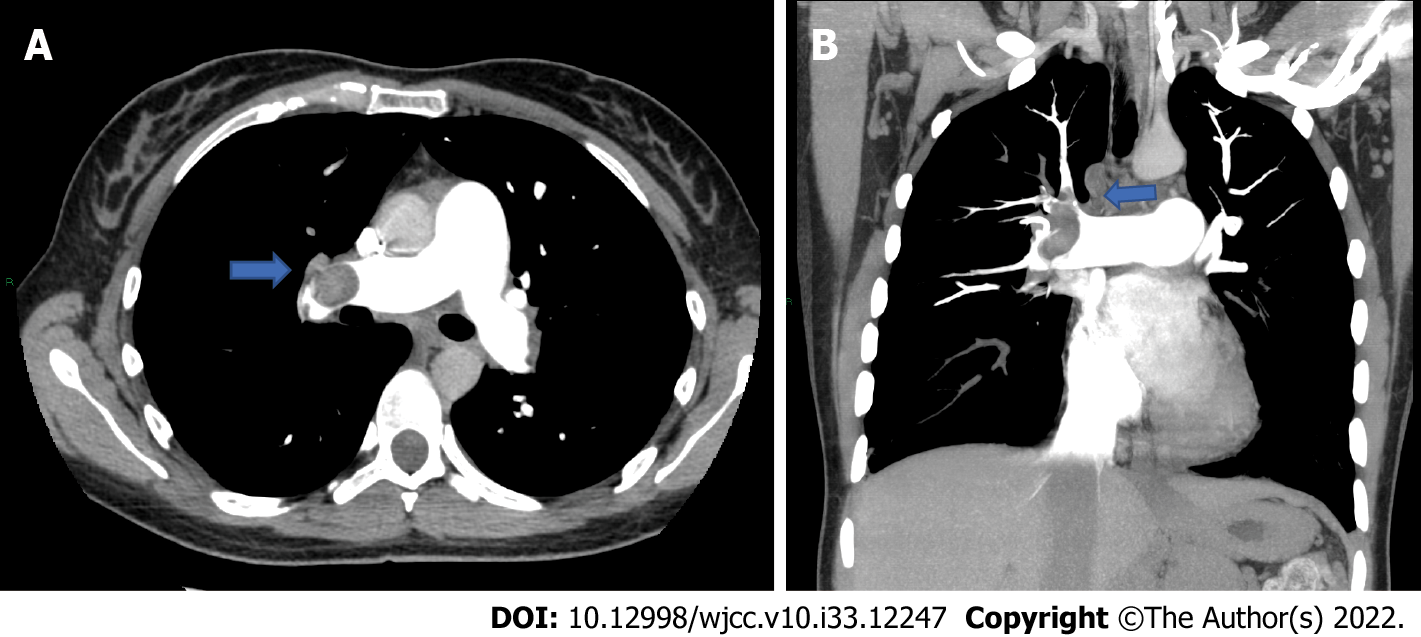 A
B
R
R
DOI: 10.12998/wjcc.v10.i33.12247 Copyright ©The Author(s) 2022.